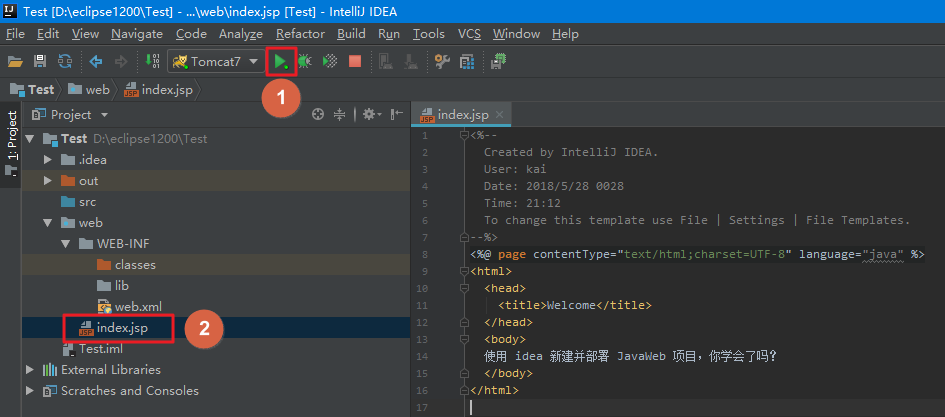 Test [D:\eclipse1200\Test] - ...\web\index.jsp [Test] - IntelliJ IDEA
File Edit View Navigate Code Analyze Refactor Build Run Tools VCS Window Help
Tomcat7
1
Test web index.jsp
1: Project
Project
Test D:\eclipse1200\Test
.idea
out
src
web
WEB-INF
classes
lib
web.xml
index.jsp
2
Test.iml
External Libraries
Scratches and Consoles
index.jsp
1 <%--
2 Created by IntelliJ IDEA.
3 User: kai
4 Date: 2018/5/28 0028
5 Time: 21:12
6 To change this template use File | Settings | File Templates.
7 --%>
8 <%@ page contentType="text/html;charset=UTF-8" language="java" %>
9 <html>
10 <head>
11 <title>Welcome</title>
12 </head>
13 <body>
14 使用 idea 新建并部署 JavaWeb 项目，你学会了吗？
15 </body>
16 </html>
17